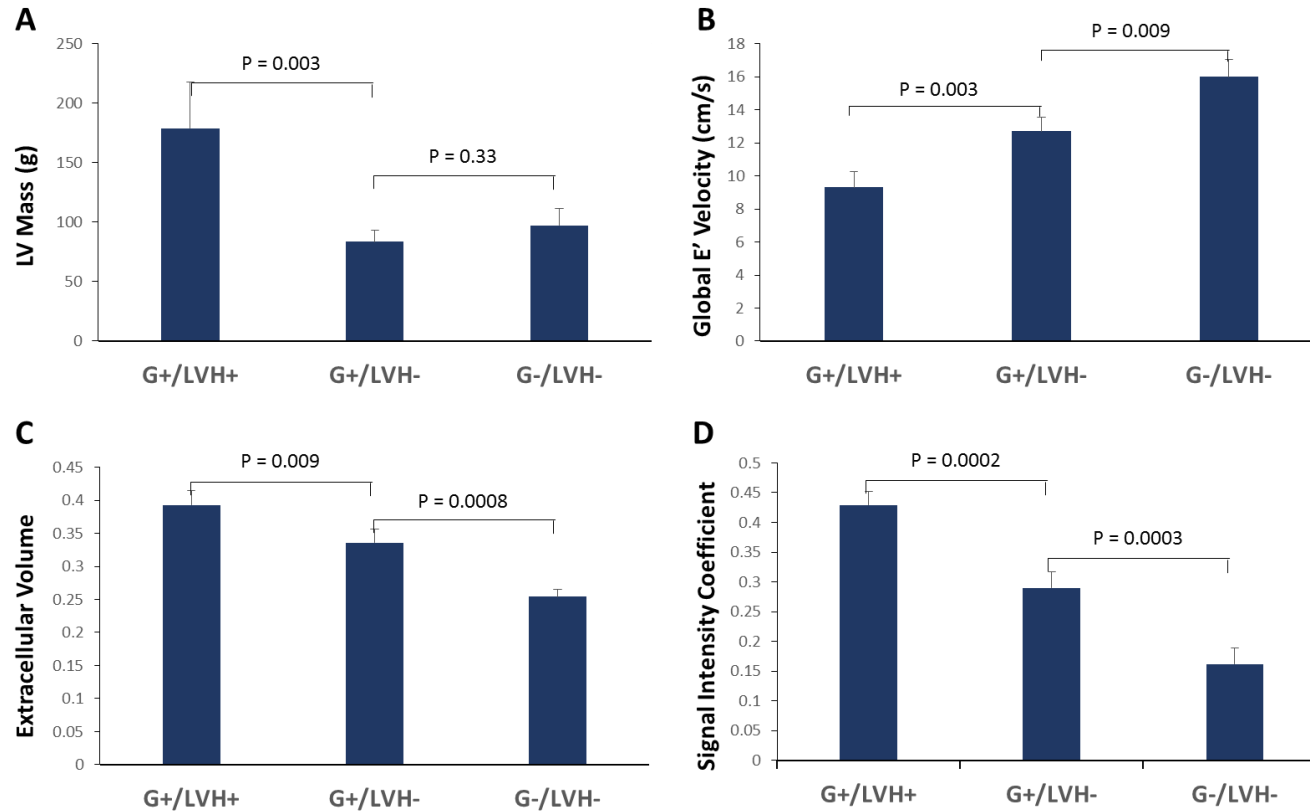 A
LV Mass (g)
250
200
150
100
50
0
P = 0.003
P = 0.33
G+/LVH+
G+/LVH-
G-/LVH-
B
Global E’ Velocity (cm/s)
18
16
14
12
10
8
6
4
2
0
P = 0.003
P = 0.009
G+/LVH+
G+/LVH-
G-/LVH-
C
Extracellular Volume
0.45
0.4
0.35
0.3
0.25
0.2
0.15
0.1
0.05
0
P = 0.009
P = 0.0008
G+/LVH+
G+/LVH-
G-/LVH-
D
Signal Intensity Coefficient
0.5
0.45
0.4
0.35
0.3
0.25
0.2
0.15
0.1
0.05
0
P = 0.0002
P = 0.0003
G+/LVH+
G+/LVH-
G-/LVH-